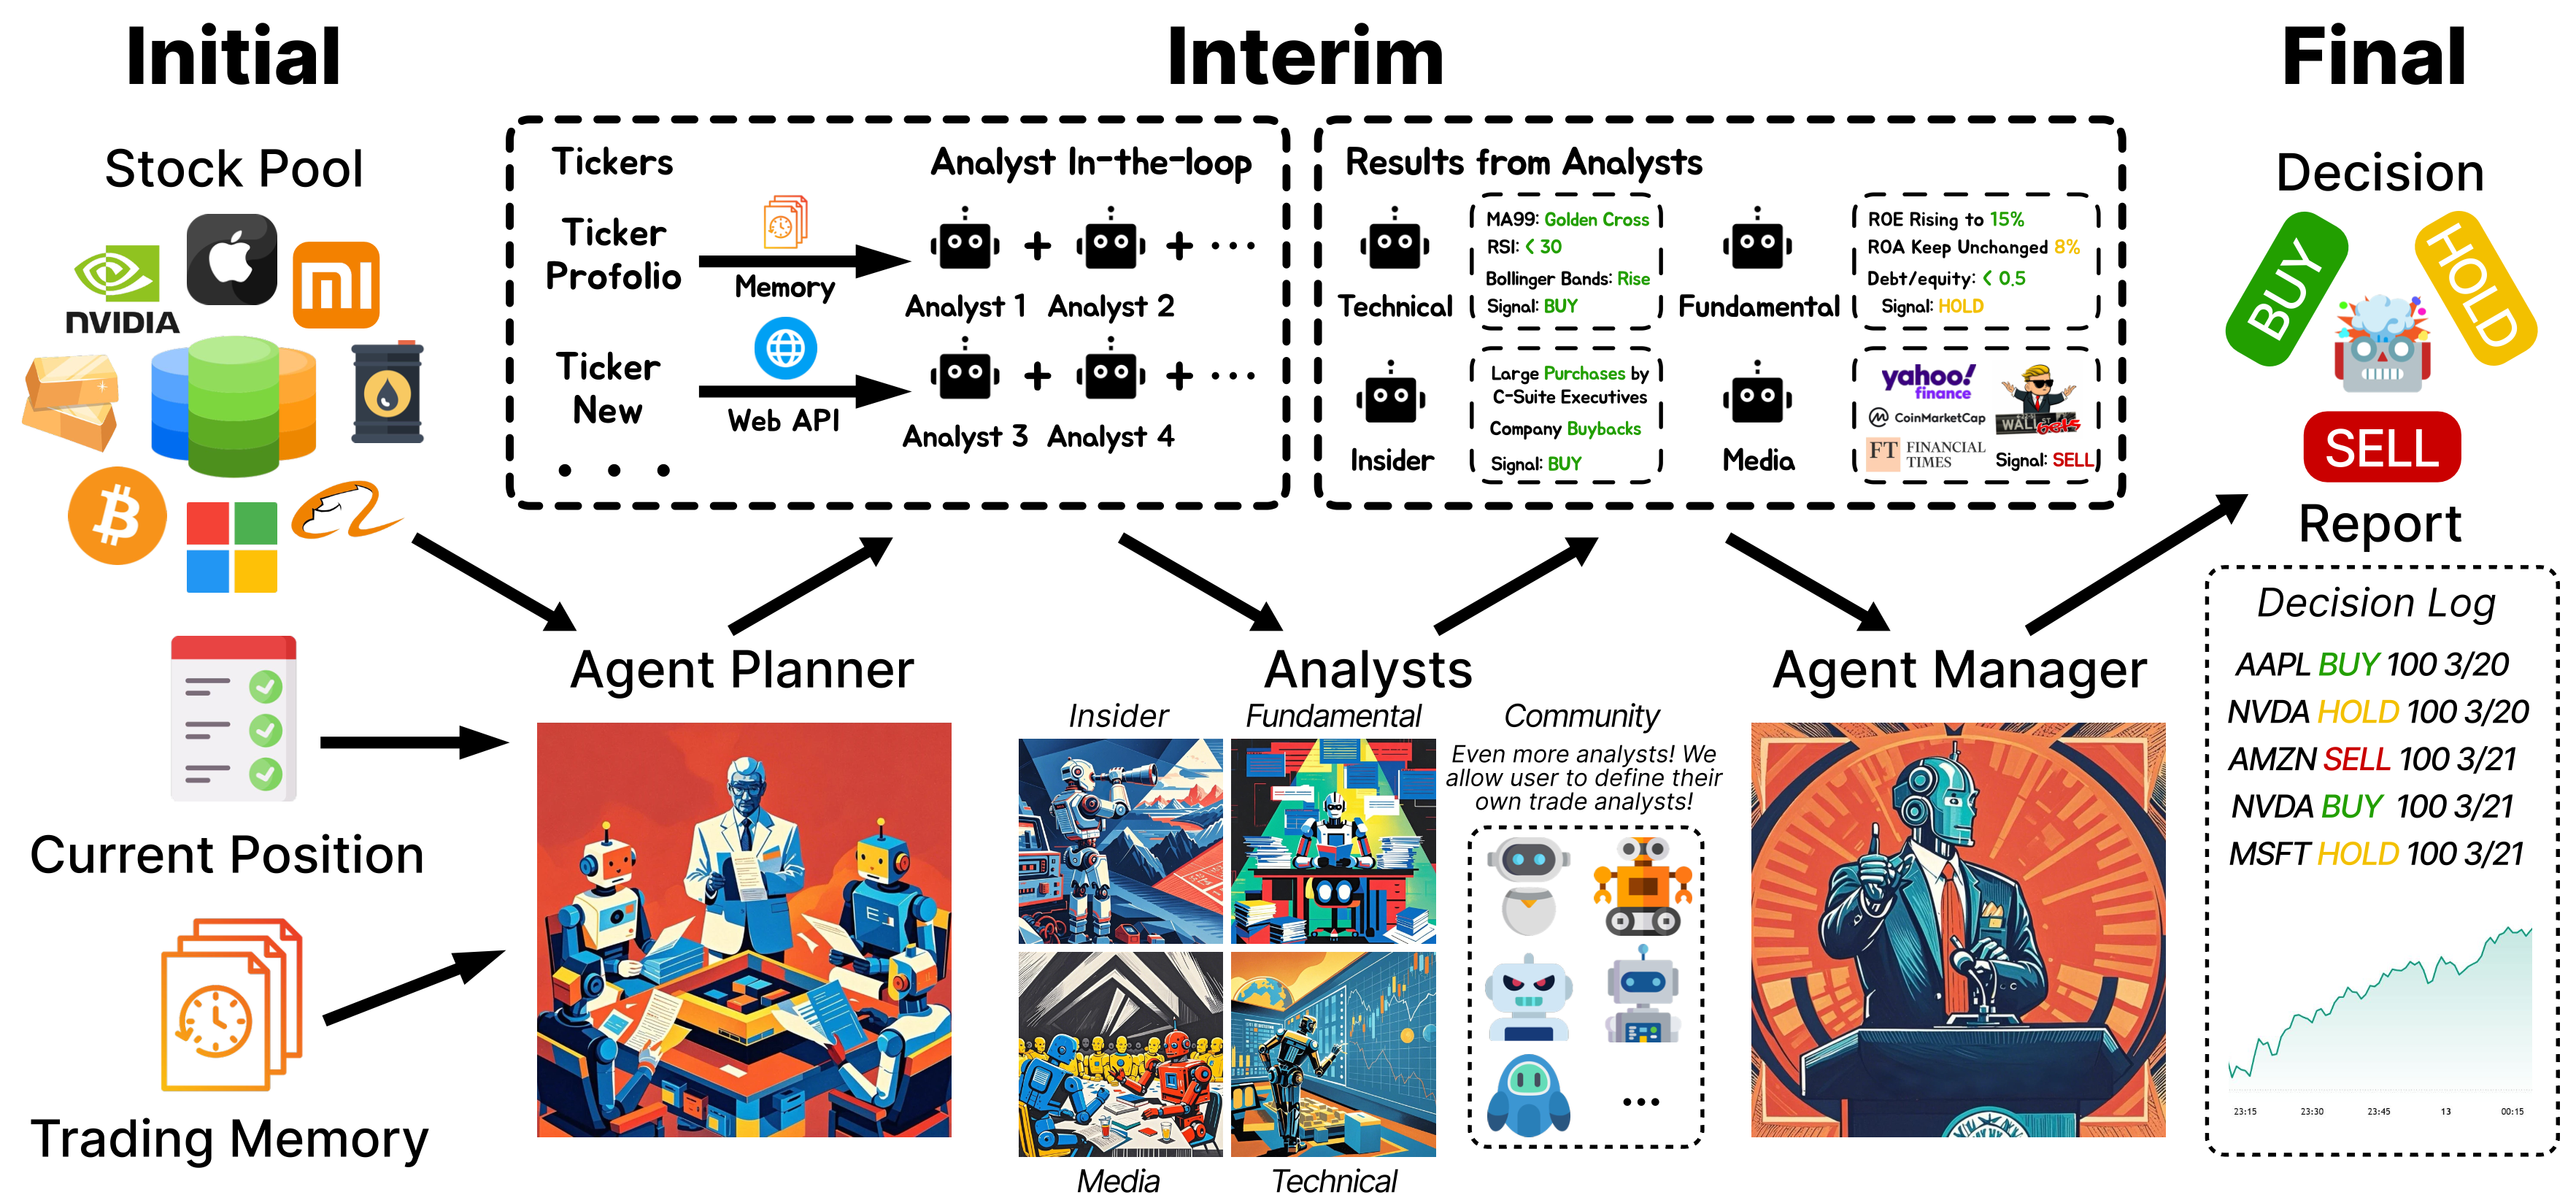 Initial
Interim
Final
Stock Pool
NVIDIA
Current Position
Trading Memory
Tickers
Analyst In-the-loop
Ticker
Profolio
Memory
Analyst 1
Analyst 2
Ticker
New
Web API
Analyst 3
Analyst 4
+ + ...
+ + ...
. . .
Results from Analysts
Technical
MA99: Golden Cross
RSI: < 30
Bollinger Bands: Rise
Signal: BUY
Fundamental
ROE Rising to 15%
ROA Keep Unchanged 8%
Debt/equity: < 0.5
Signal: HOLD
Insider
Large Purchases by
C-Suite Executives
Company Buybacks
Signal: BUY
Media
yahoo!
finance
CoinMarketCap
WALL ST
bets
FT
FINANCIAL
TIMES
Signal: SELL
Agent Planner
Analysts
Insider
Fundamental
Media
Technical
Community
Even more analysts! We
allow user to define their
own trade analysts!
...
Agent Manager
Decision
BUY
HOLD
SELL
Report
Decision Log
AAPL BUY 100 3/20
NVDA HOLD 100 3/20
AMZN SELL 100 3/21
NVDA BUY 100 3/21
MSFT HOLD 100 3/21
23:15 23:30 23:45 13 00:15